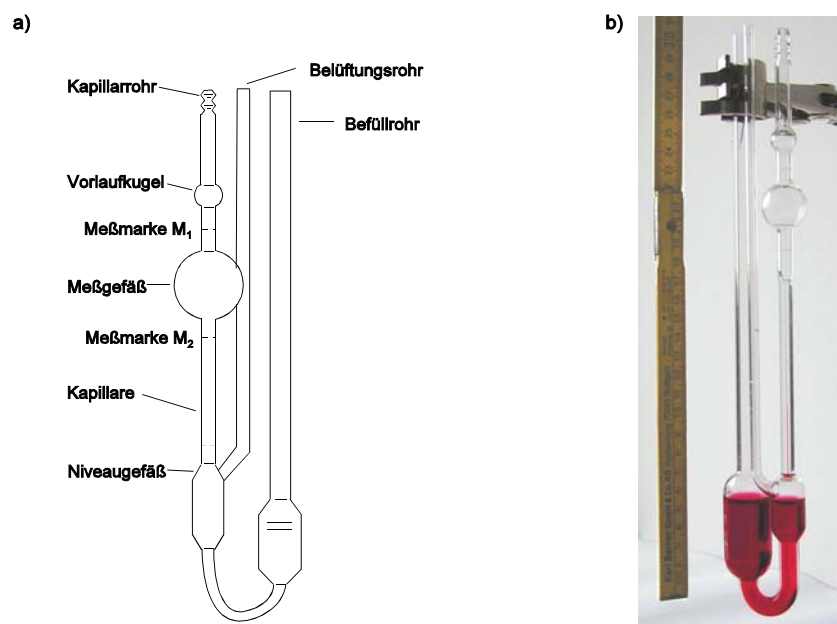 a)
Kapillarrohr
Belüftungsrohr
Befüllrohr
Vorlaufkugel
Meßmarke M₁
Meßgefäß
Meßmarke M₂
Kapillare
Niveaugefäß
b)